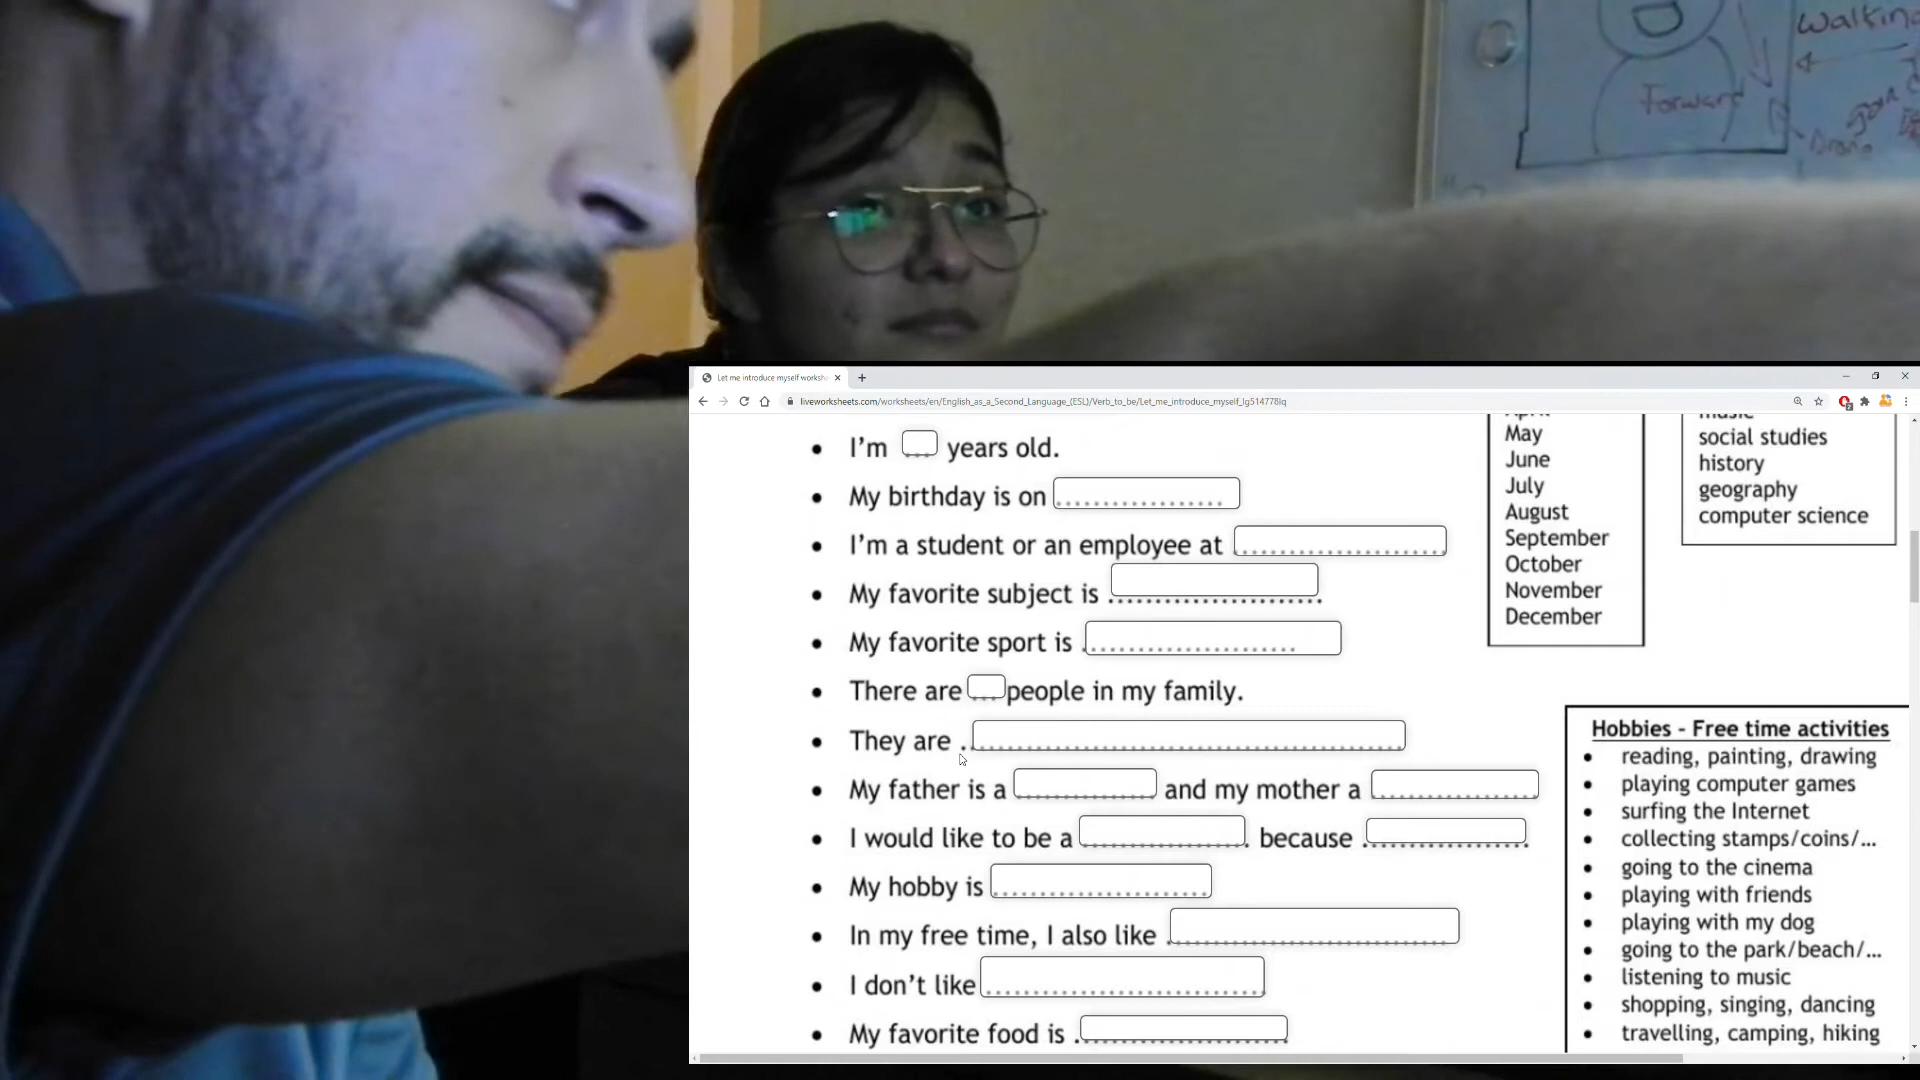 Walking
Forward
Drone
Let me introduce myself worksh
liveworksheets.com/worksheets/en/English_as_a_Second_Language_(ESL)/Verb_to_be/Let_me_introduce_myself_lg514778lq
• I'm ... years old.
• My birthday is on ..................
• I'm a student or an employee at .......................
• My favorite subject is .......................
• My favorite sport is .......................
• There are ... people in my family.
• They are ................................................
• My father is a ............... and my mother a ..................
• I would like to be a .................. because ..................
• My hobby is ........................
• In my free time, I also like ...............................
• I don't like ...............................
• My favorite food is .......................
April
May
June
July
August
September
October
November
December
music
social studies
history
geography
computer science
Hobbies - Free time activities
• reading, painting, drawing
• playing computer games
• surfing the Internet
• collecting stamps/coins/...
• going to the cinema
• playing with friends
• playing with my dog
• going to the park/beach/...
• listening to music
• shopping, singing, dancing
• travelling, camping, hiking